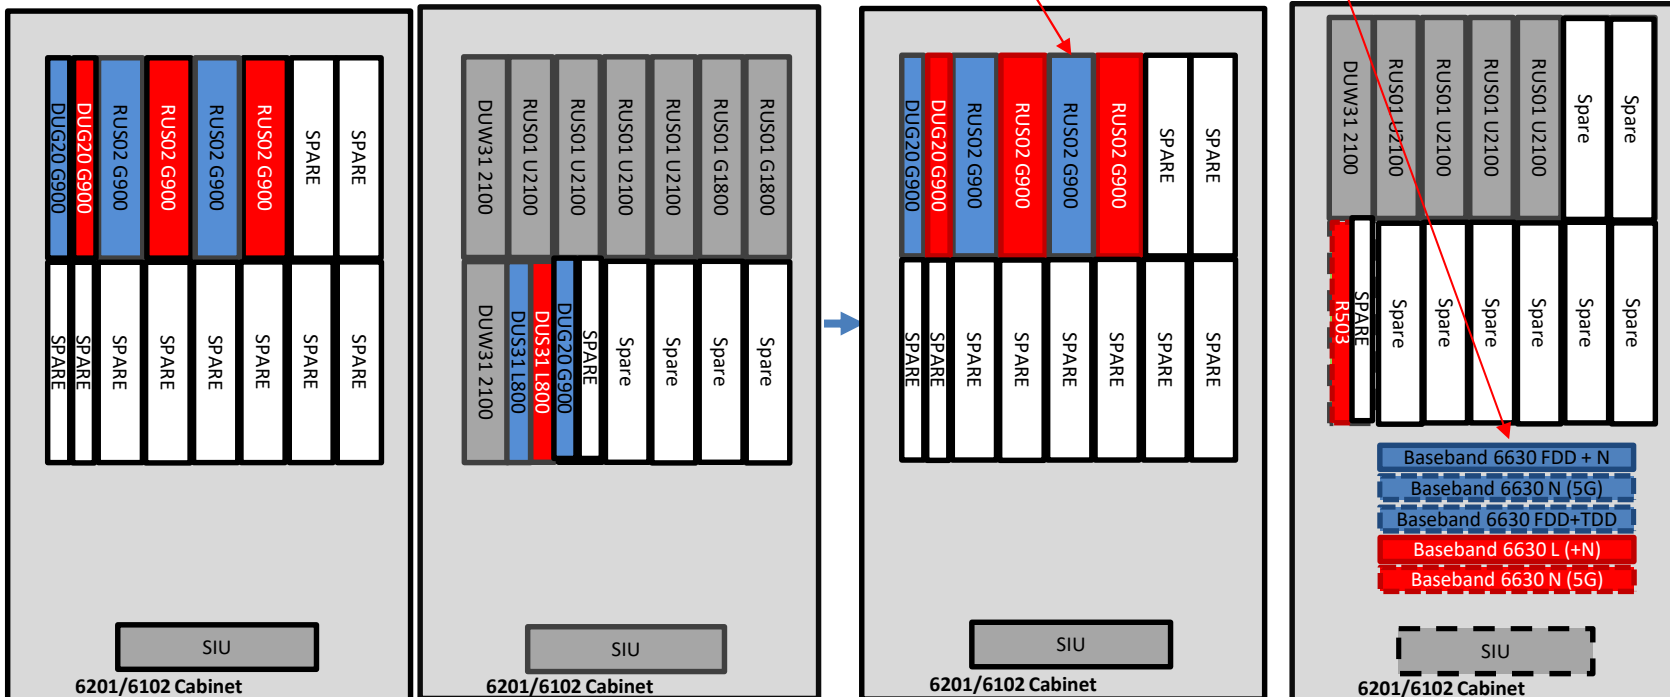 DUG20 G900
DUG20 G900
RUS02 G900
RUS02 G900
RUS02 G900
RUS02 G900
SPARE
SPARE
SPARE
SPARE
SPARE
SPARE
SPARE
SPARE
SPARE
SPARE
SIU
6201/6102 Cabinet
DUW31 2100
RUS01 U2100
RUS01 U2100
RUS01 U2100
RUS01 U2100
RUS01 G1800
RUS01 G1800
DUW31 2100
DUS31 L800
DUS31 L800
DUG20 G900
SPARE
Spare
Spare
Spare
Spare
SIU
6201/6102 Cabinet
DUG20 G900
DUG20 G900
RUS02 G900
RUS02 G900
RUS02 G900
RUS02 G900
SPARE
SPARE
SPARE
SPARE
SPARE
SPARE
SPARE
SPARE
SPARE
SPARE
SIU
6201/6102 Cabinet
DUW31 2100
RUS01 U2100
RUS01 U2100
RUS01 U2100
RUS01 U2100
Spare
Spare
R503
SPARE
Spare
Spare
Spare
Spare
Spare
Spare
Baseband 6630 FDD + N
Baseband 6630 N (5G)
Baseband 6630 FDD+TDD
Baseband 6630 L (+N)
Baseband 6630 N (5G)
SIU
6201/6102 Cabinet